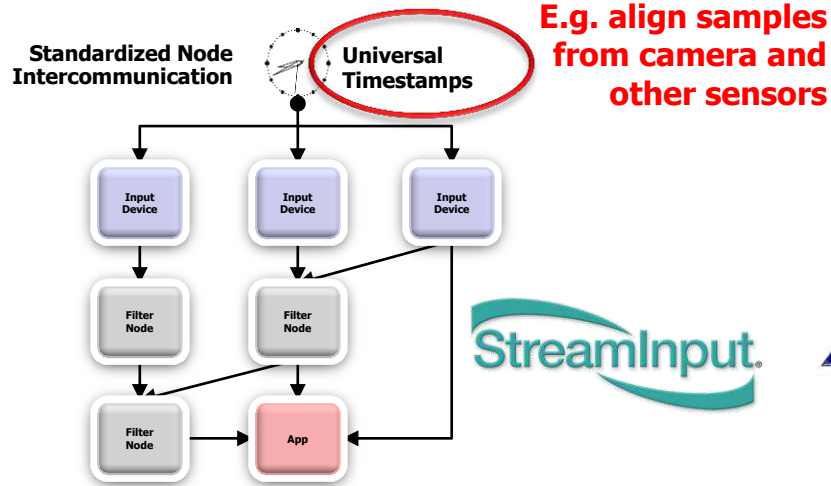 E.g. align samples
from camera and
other sensors
Standardized Node
Intercommunication
Universal
Timestamps
Input
Device
Input
Device
Input
Device
Filter
Node
Filter
Node
StreamInput®
Filter
Node
App